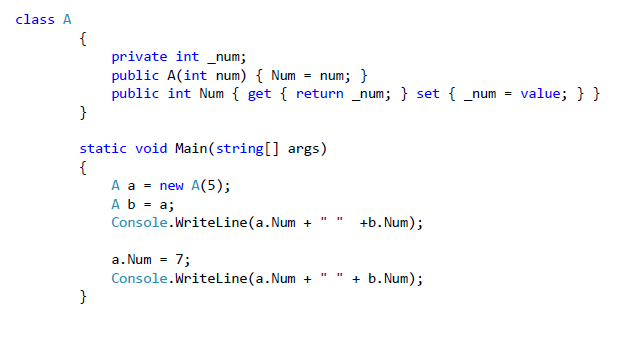 class A
{
private int _num;
public A(int num) { Num = num; }
public int Num { get { return _num; } set { _num = value; } }
}
static void Main(string[] args)
{
A a = new A(5);
A b = a;
Console.WriteLine(a.Num + " "  +b.Num);
a.Num = 7;
Console.WriteLine(a.Num + " " + b.Num);
}